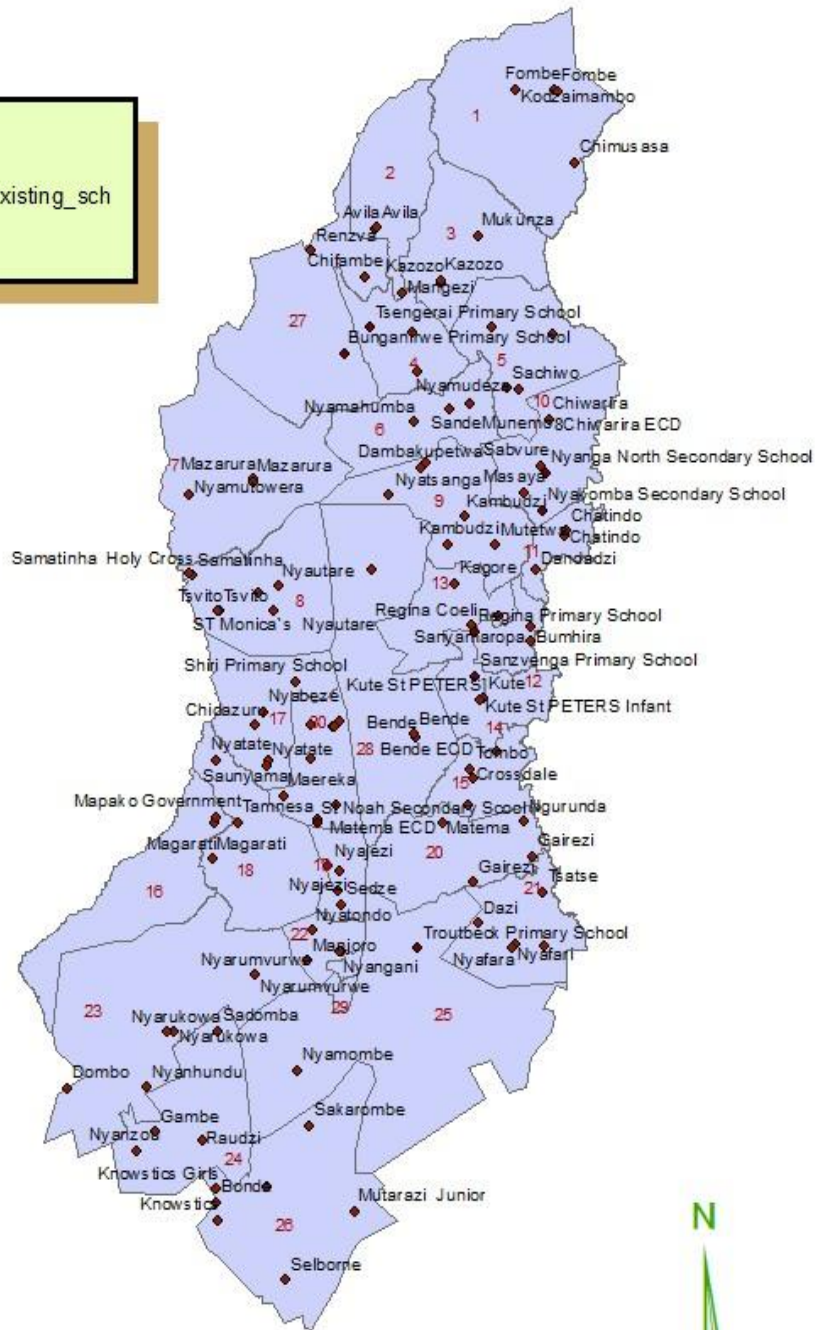 xisting_sch
Fombe Fombe
Kodzaimambo
1
Chimusasa
2
Avila Avila
Mukunza
3
Renzva
Chifambe
Kazozo Kazozo
Mangezi
27
Tsengerai Primary School
Bunganirwe Primary School
4
5
Nyamudeza
Sachiwo
10
Nyamahumba
Chiwarira
6
Sande Munemo
8 Chiwarira ECD
Dambakupetwa
Sabvure
Nyanga North Secondary School
7
Mazarura
Mazarura
Nyatsanga
Masaya
Nyamutowera
9
Nyakomba Secondary School
Kambudzi
Chatindo
Kambudzi
Mutetwa
Chatindo
11
Dandadzi
Samatinha Holy Cross
Samatinha
Nyautare
Kagore
13
Tsvito Tsvito
8
Regina Coeli
Regina Primary School
ST Monica's
Nyautare
Sanyamaropa
Bumhira
Sanzvenga Primary School
Shiri Primary School
Kute St PETERS
Kute
12
Nyabeze
Kute St PETERS Infant
Chidazuru
17
Bende
Bende
14
28
Nyatate
Nyatate
Bende ECD
Tombo
Saunyama
Maereka
15
Crossdale
Mapako Government
Tamnesa
St Noah Secondary Scool
Ngurunda
Matema ECD
Matema
Magarati
Magarati
20
Gairezi
18
19
Nyajezi
Gairezi
Tsatse
16
Nyajezi
Sedze
21
Nyatondo
Dazi
22
Manjoro
Troutbeck Primary School
Nyarumvurwe
Nyangani
Nyafara
Nyafari
Nyarumvurwe
23
29
25
Nyarukowa
Sadomba
Nyarukowa
Dombo
Nyanhundu
Nyamombe
Gambe
Sakarombe
Nyanzou
Raudzi
24
Knowstics Girls
Bonda
Knowstics
Mutarazi Junior
26
N
Selborne